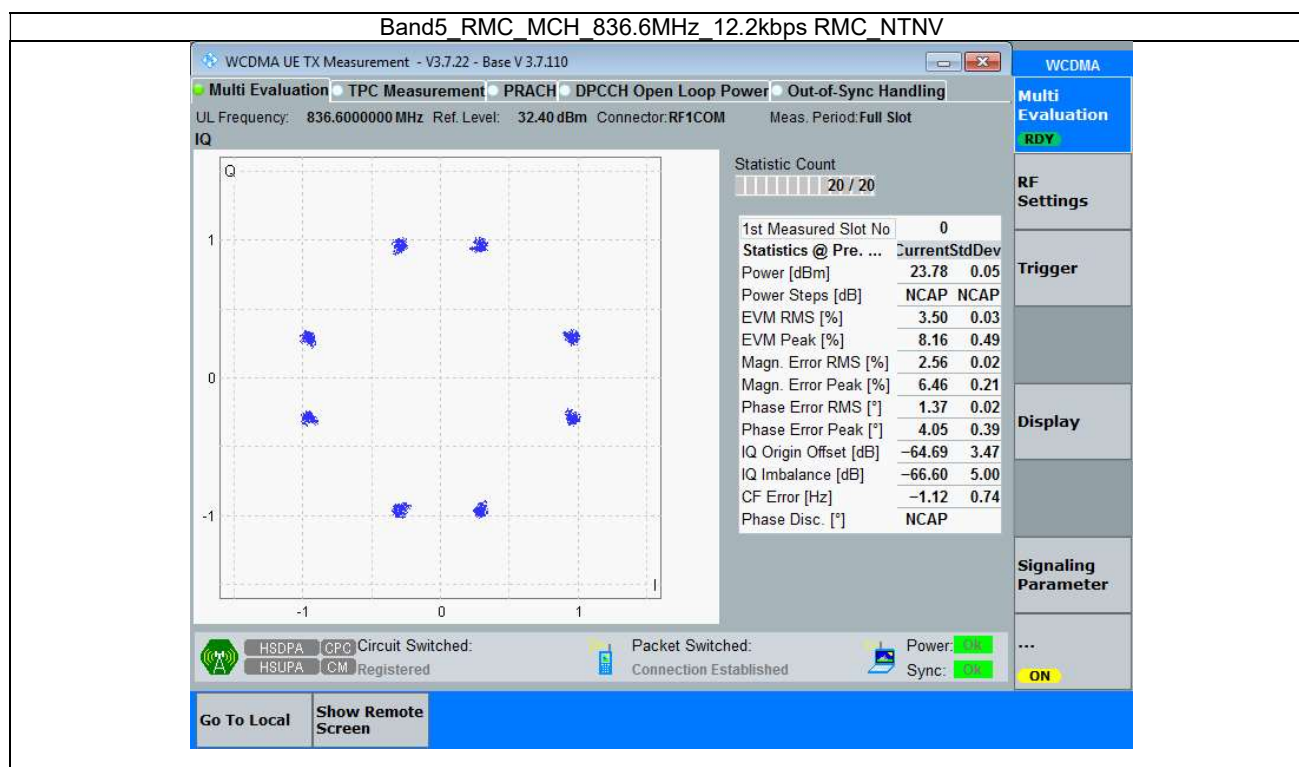 Band5_RMC_MCH_836.6MHz_12.2kbps RMC_NTNV
WCDMA UE TX Measurement - V3.7.22 - Base V 3.7.110
WCDMA
Multi Evaluation TPC Measurement PRACH DPCCH Open Loop Power Out-of-Sync Handling
Multi
Evaluation
RDY
UL Frequency: 836.6000000 MHz Ref. Level: 32.40 dBm Connector:RF1COM Meas. Period:Full Slot
IQ
Q
1
0
-1
-1 0 1
I
Statistic Count
20 / 20
1st Measured Slot No 0
Statistics @ Pre. ... Current StdDev
Power [dBm] 23.78 0.05
Power Steps [dB] NCAP NCAP
EVM RMS [%] 3.50 0.03
EVM Peak [%] 8.16 0.49
Magn. Error RMS [%] 2.56 0.02
Magn. Error Peak [%] 6.46 0.21
Phase Error RMS [°] 1.37 0.02
Phase Error Peak [°] 4.05 0.39
IQ Origin Offset [dB] −64.69 3.47
IQ Imbalance [dB] −66.60 5.00
CF Error [Hz] −1.12 0.74
Phase Disc. [°] NCAP
RF
Settings
Trigger
Display
Signaling
Parameter
...
ON
HSDPA CPC Circuit Switched: Packet Switched: Power: Ok
HSUPA CM Registered Connection Established Sync: Ok
Go To Local
Show Remote
Screen